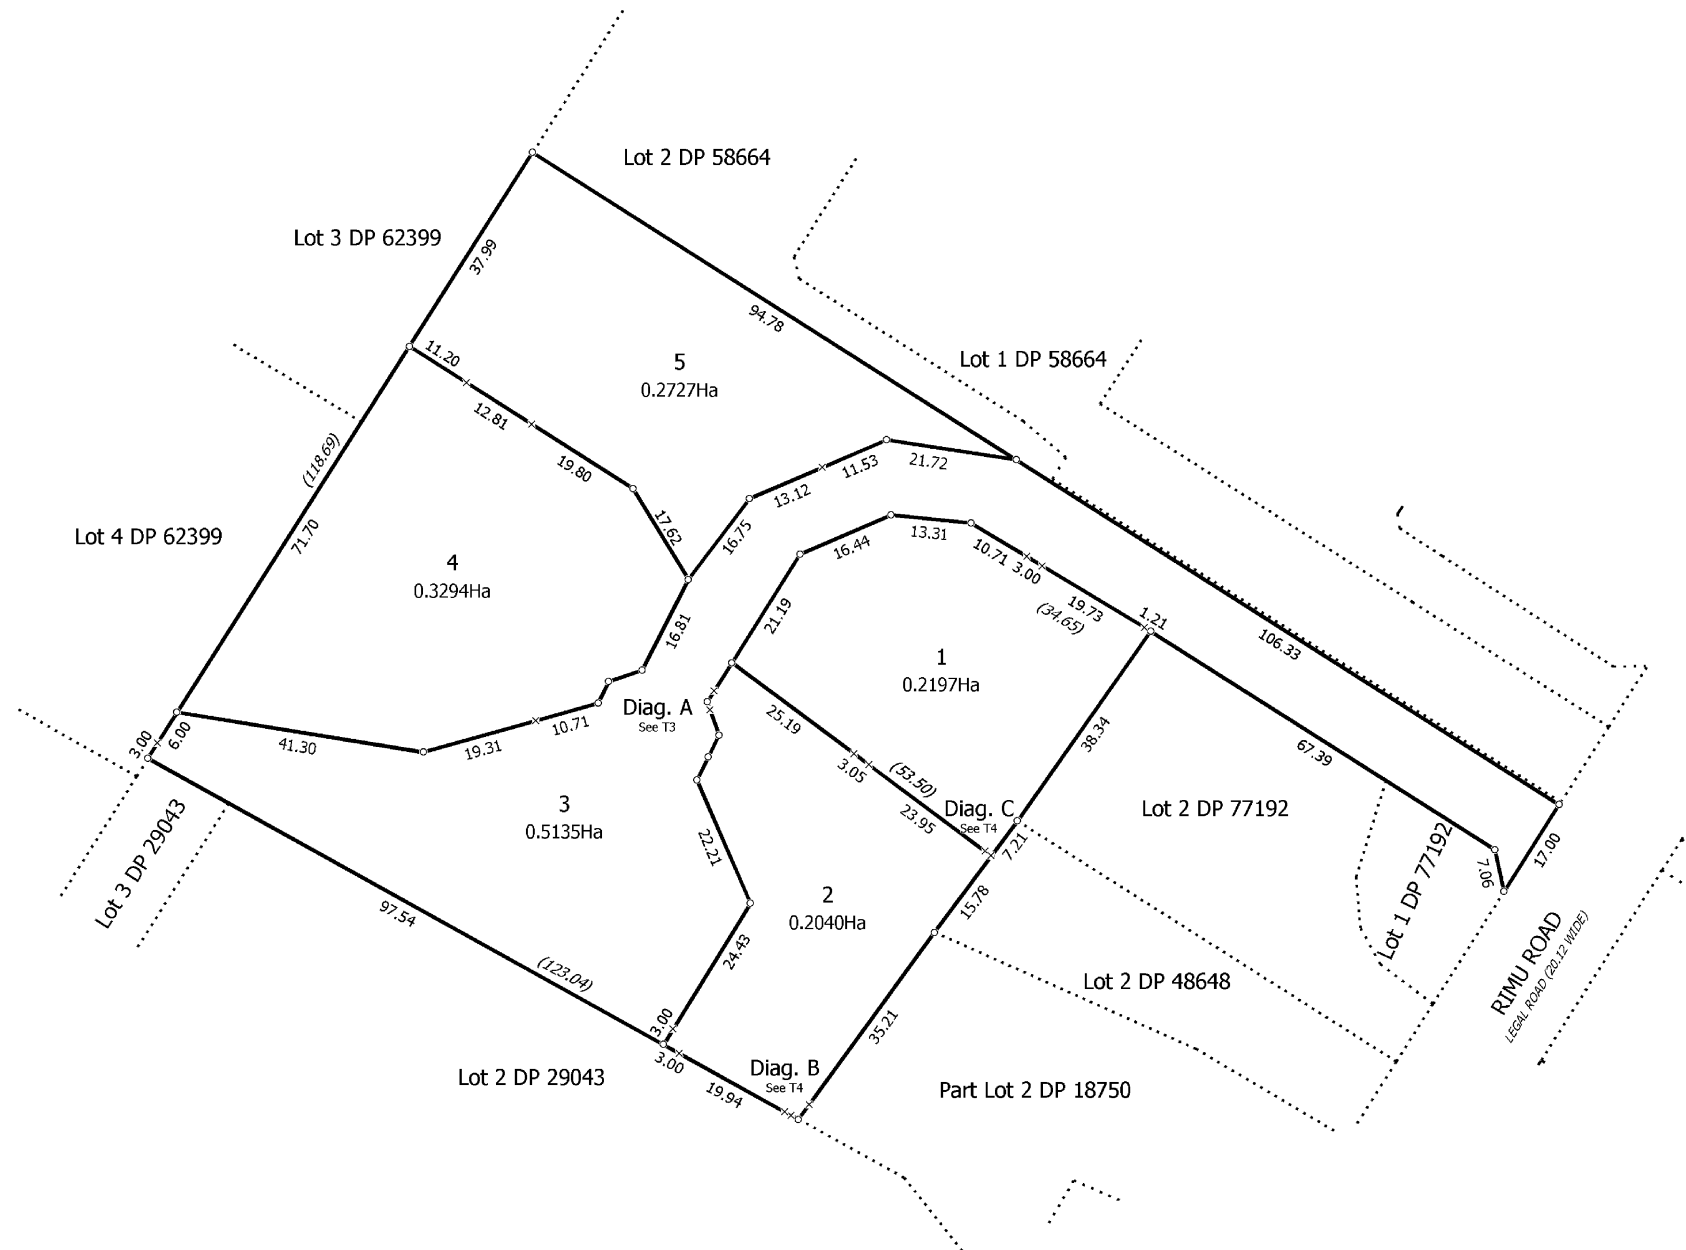 Lot 2 DP 58664
Lot 3 DP 62399
37.99
94.78
11.20
5
0.2727Ha
Lot 1 DP 58664
12.81
19.80
(118.69)
71.70
Lot 4 DP 62399
17.62
16.75
13.12
11.53
21.72
4
0.3294Ha
16.44
13.31
10.71
3.00
19.73
(34.65)
1.21
21.19
16.81
1
0.2197Ha
106.33
Diag. A
See T3
10.71
19.31
41.30
3.00
6.00
25.19
3.05
(53.50)
23.95
38.34
67.39
Diag. C
See T4
7.21
Lot 2 DP 77192
Lot 1 DP 77192
7.06
17.00
3
0.5135Ha
22.21
Lot 3 DP 29043
97.54
2
0.2040Ha
15.78
24.43
(123.04)
Lot 2 DP 48648
RIMU ROAD
LEGAL ROAD (20.12 WIDE)
35.21
3.00
3.00
Lot 2 DP 29043
19.94
Diag. B
See T4
Part Lot 2 DP 18750